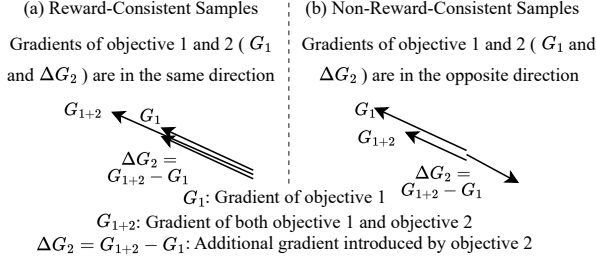 (a) Reward-Consistent Samples
Gradients of objective 1 and 2 ( G₁
and ΔG₂ ) are in the same direction
G₁₊₂
G₁
ΔG₂ =
G₁₊₂ − G₁
(b) Non-Reward-Consistent Samples
Gradients of objective 1 and 2 ( G₁ and
ΔG₂ ) are in the opposite direction
G₁
G₁₊₂
ΔG₂ =
G₁₊₂ − G₁
G₁: Gradient of objective 1
G₁₊₂: Gradient of both objective 1 and objective 2
ΔG₂ = G₁₊₂ − G₁: Additional gradient introduced by objective 2